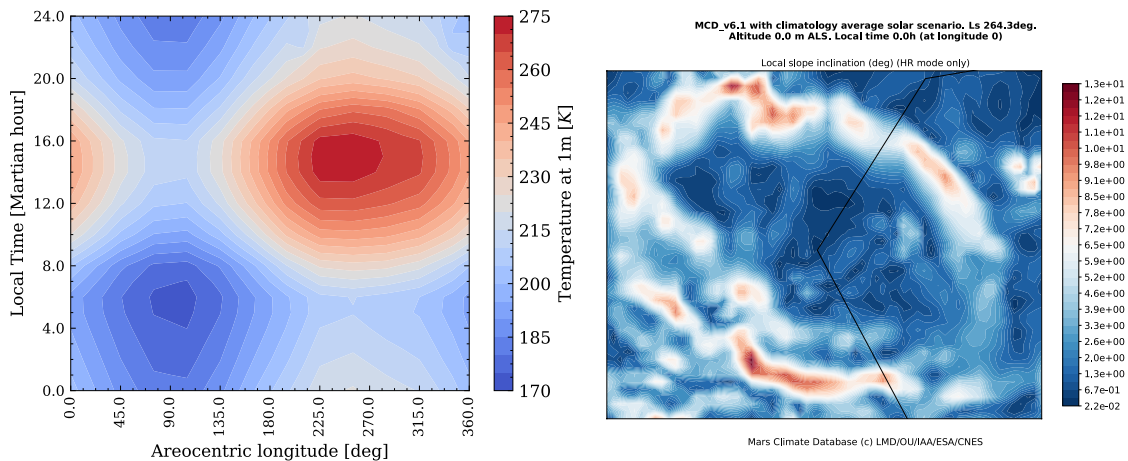 24.0
20.0
16.0
12.0
8.0
4.0
0.0
Local Time [Martian hour]
0.0
45.0
90.0
135.0
180.0
225.0
270.0
315.0
360.0
Areocentric longitude [deg]
275
260
245
230
215
200
185
170
Temperature at 1m [K]
MCD_v6.1 with climatology average solar scenario. Ls 264.3deg.
Altitude 0.0 m ALS. Local time 0.0h (at longitude 0)
Local slope inclination (deg) (HR mode only)
1.3e+01
1.2e+01
1.2e+01
1.1e+01
1.0e+01
9.8e+00
9.1e+00
8.5e+00
7.8e+00
7.2e+00
6.5e+00
5.9e+00
5.2e+00
4.6e+00
3.9e+00
3.3e+00
2.6e+00
2.0e+00
1.3e+00
6.7e-01
2.2e-02
Mars Climate Database (c) LMD/OU/IAA/ESA/CNES